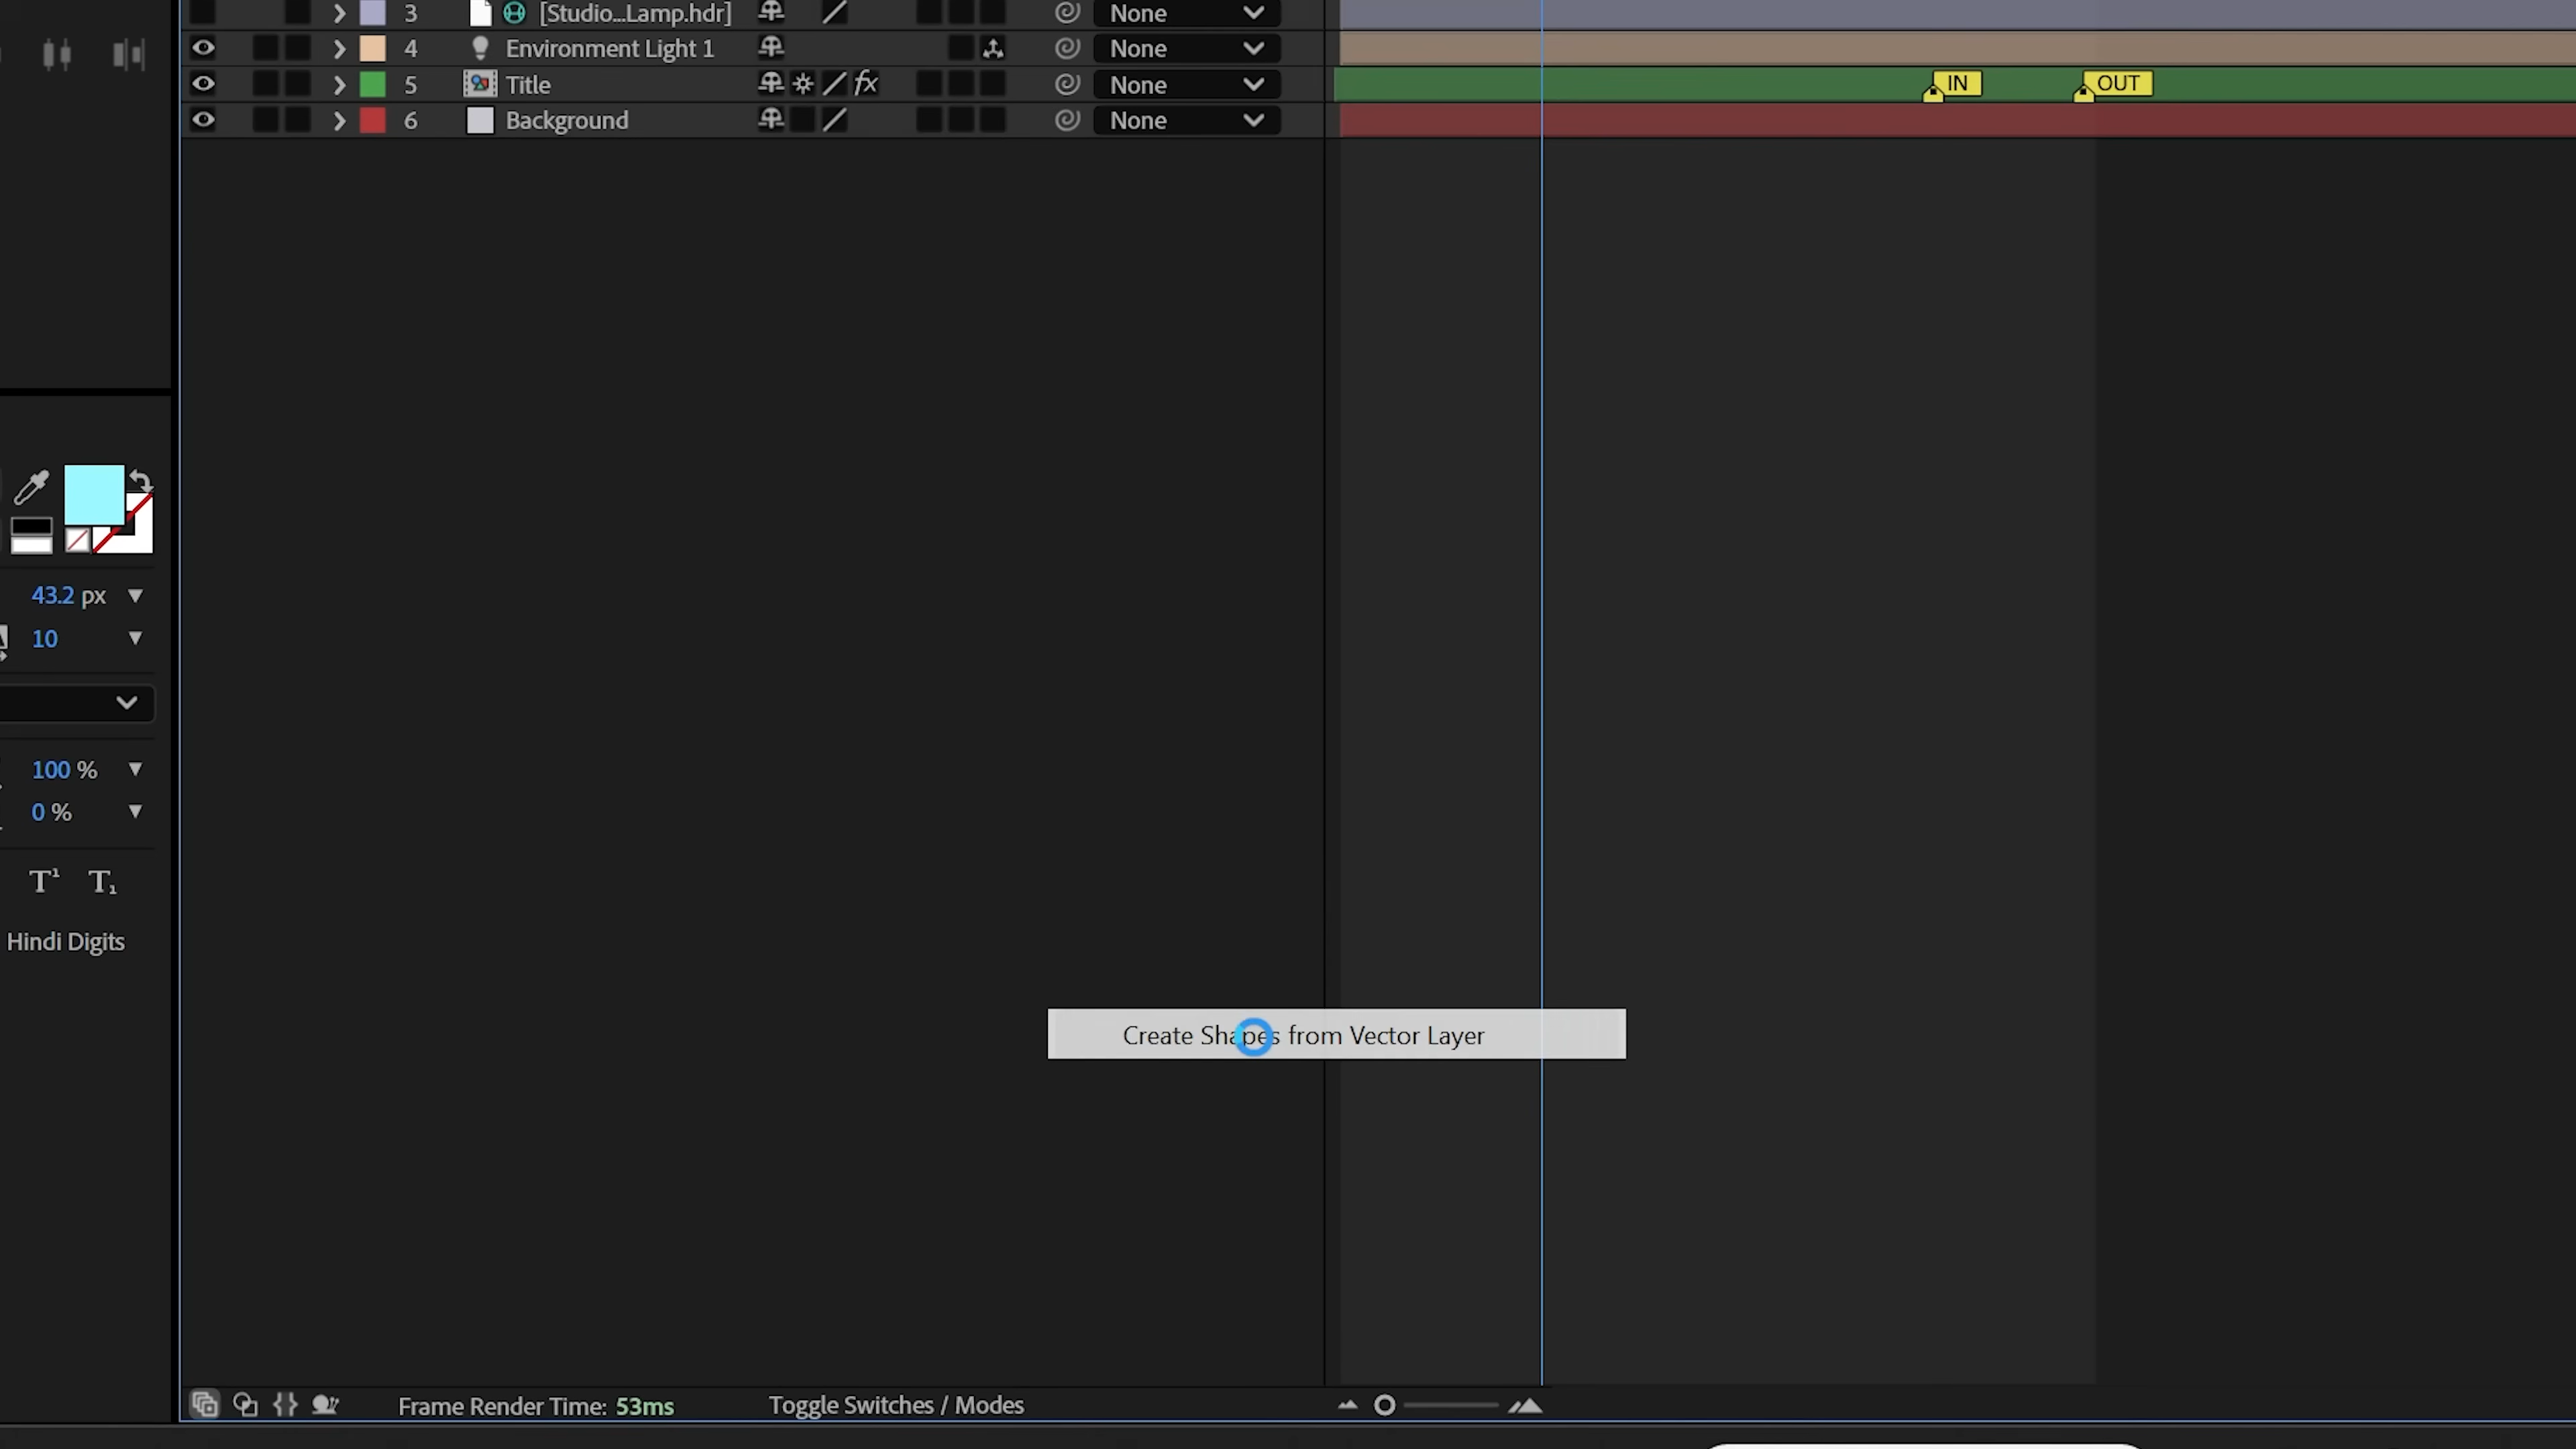 3 [Studio...Lamp.hdr] None
4 Environment Light 1 None
5 Title fx None IN OUT
6 Background None
43.2 px
10
100 %
0 %
T¹ T₁
Hindi Digits
Create Shapes from Vector Layer
Frame Render Time: 53ms Toggle Switches / Modes